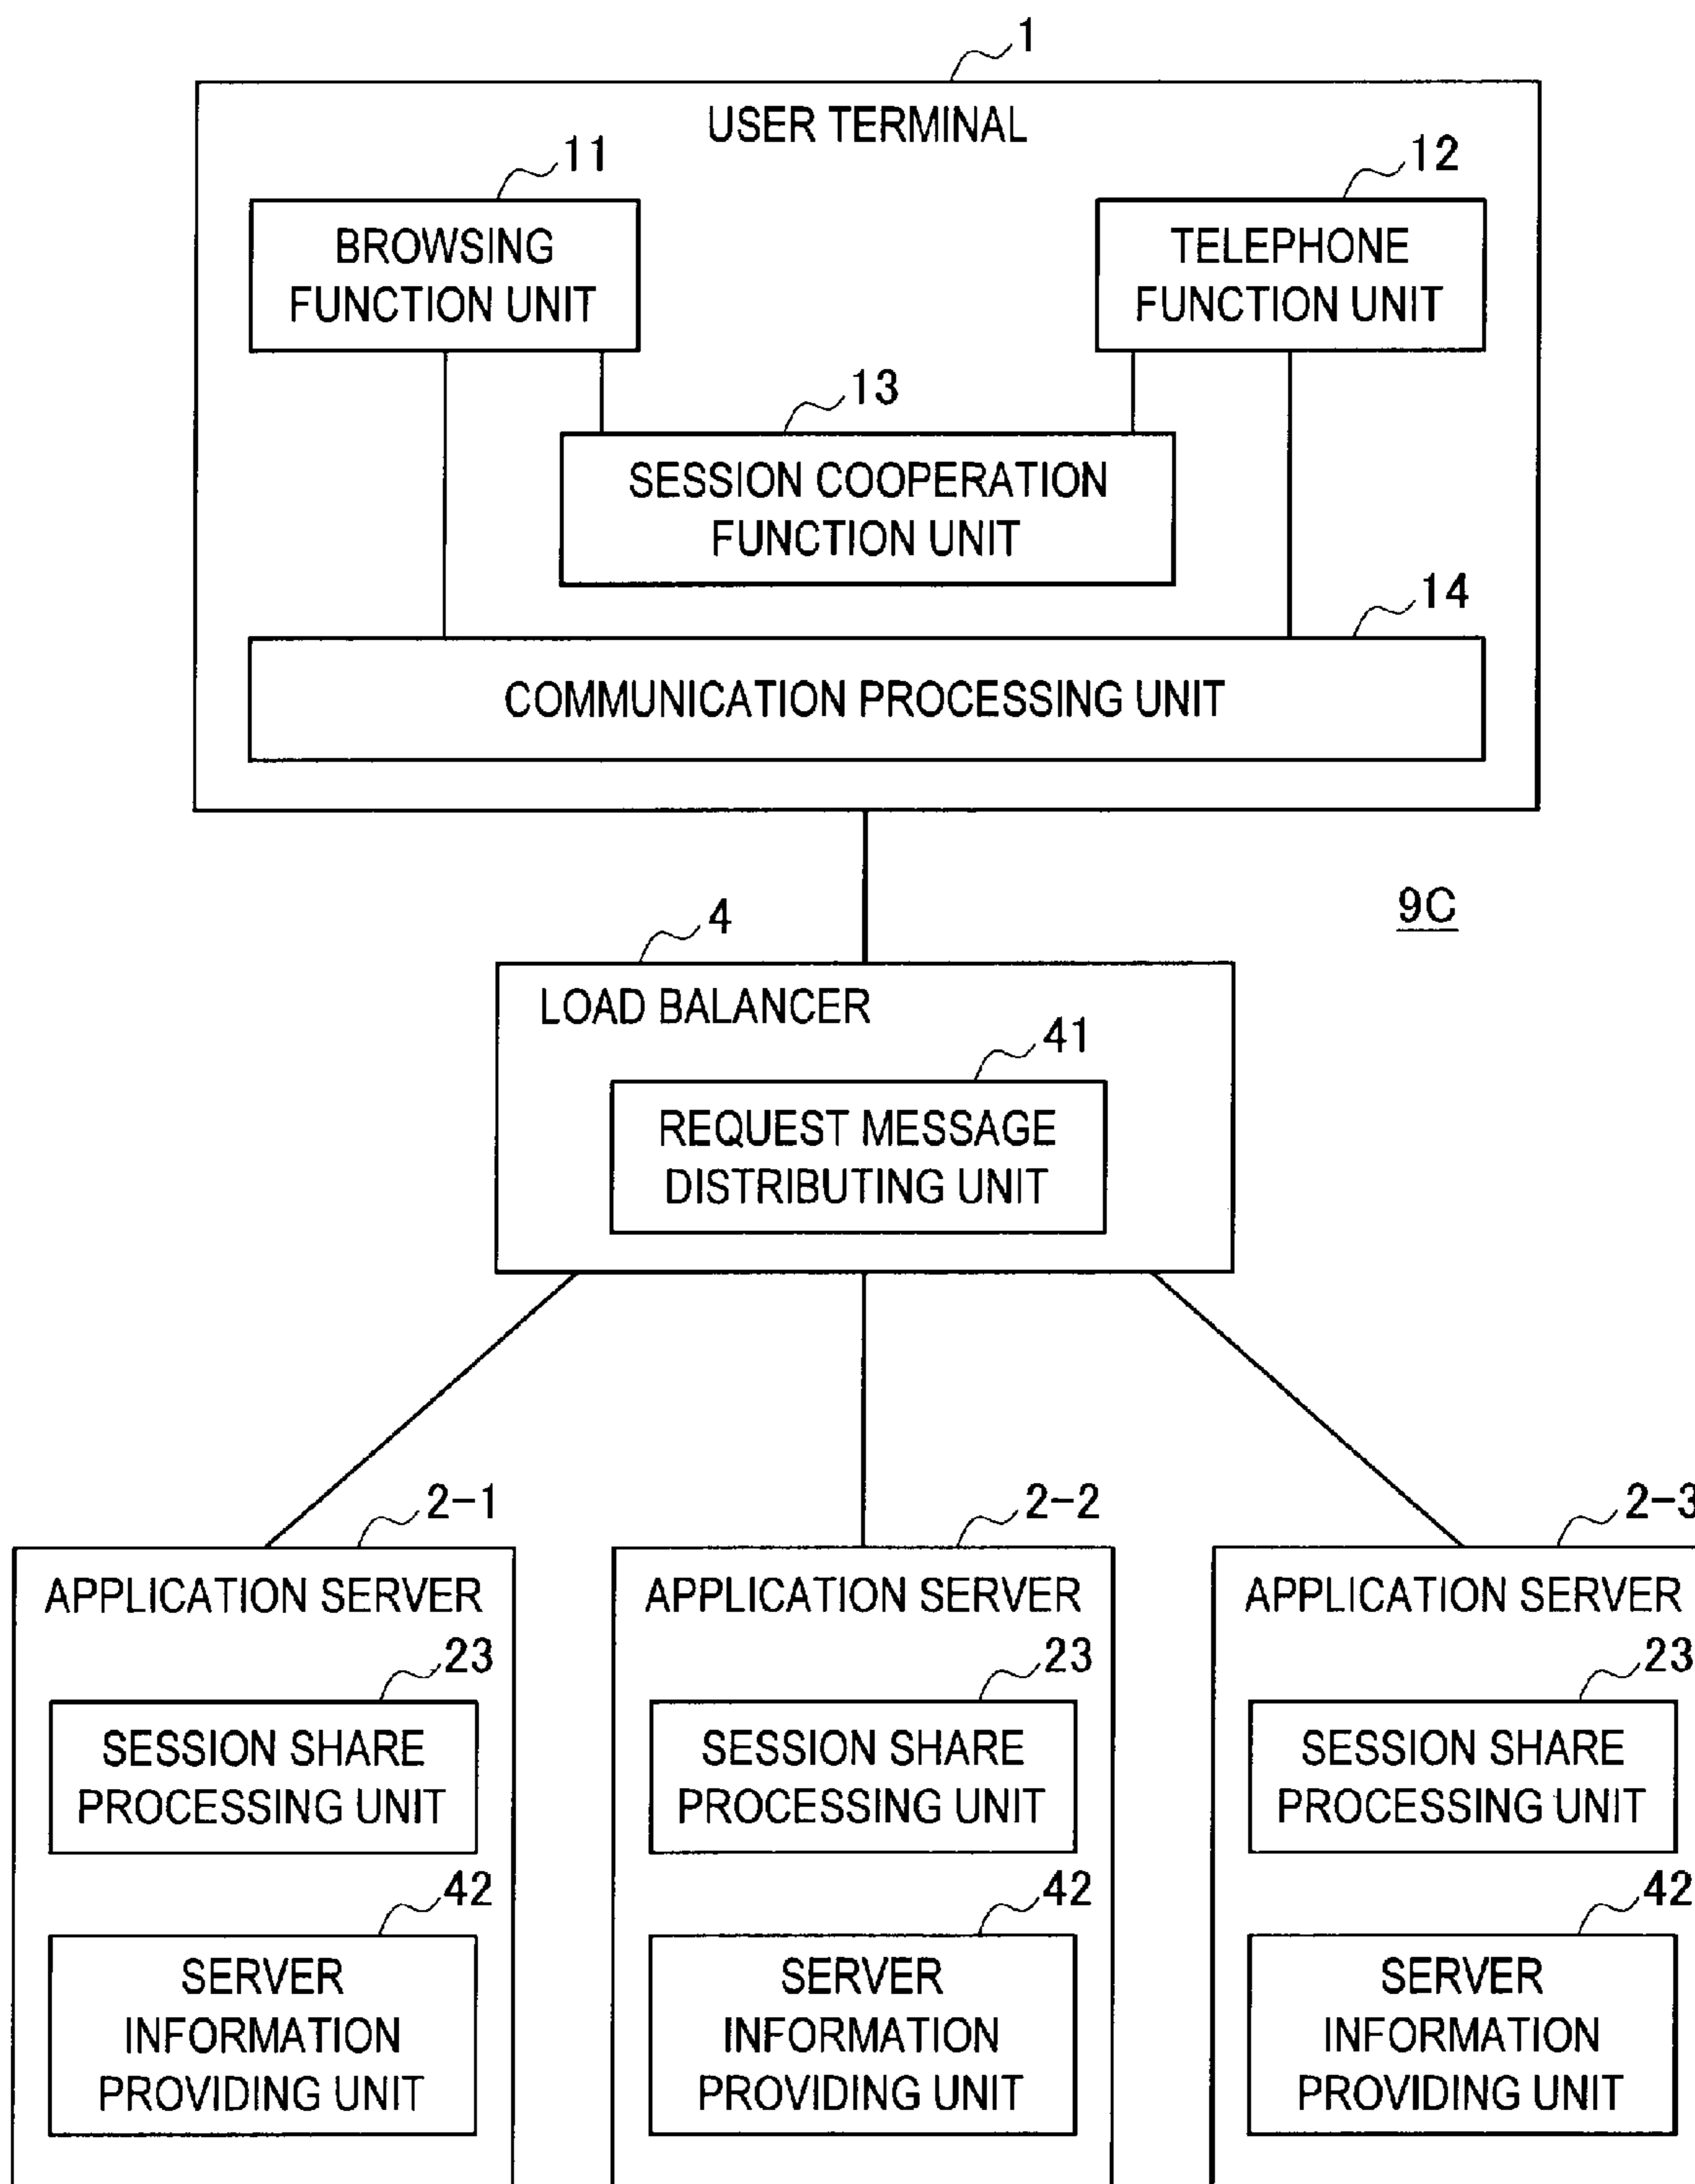 1
USER TERMINAL
11
12
BROWSING
FUNCTION UNIT
TELEPHONE
FUNCTION UNIT
13
SESSION COOPERATION
FUNCTION UNIT
14
COMMUNICATION PROCESSING UNIT
9C
4
LOAD BALANCER
41
REQUEST MESSAGE
DISTRIBUTING UNIT
2-1
APPLICATION SERVER
23
SESSION SHARE
PROCESSING UNIT
42
SERVER
INFORMATION
PROVIDING UNIT
2-2
APPLICATION SERVER
23
SESSION SHARE
PROCESSING UNIT
42
SERVER
INFORMATION
PROVIDING UNIT
2-3
APPLICATION SERVER
23
SESSION SHARE
PROCESSING UNIT
42
SERVER
INFORMATION
PROVIDING UNIT